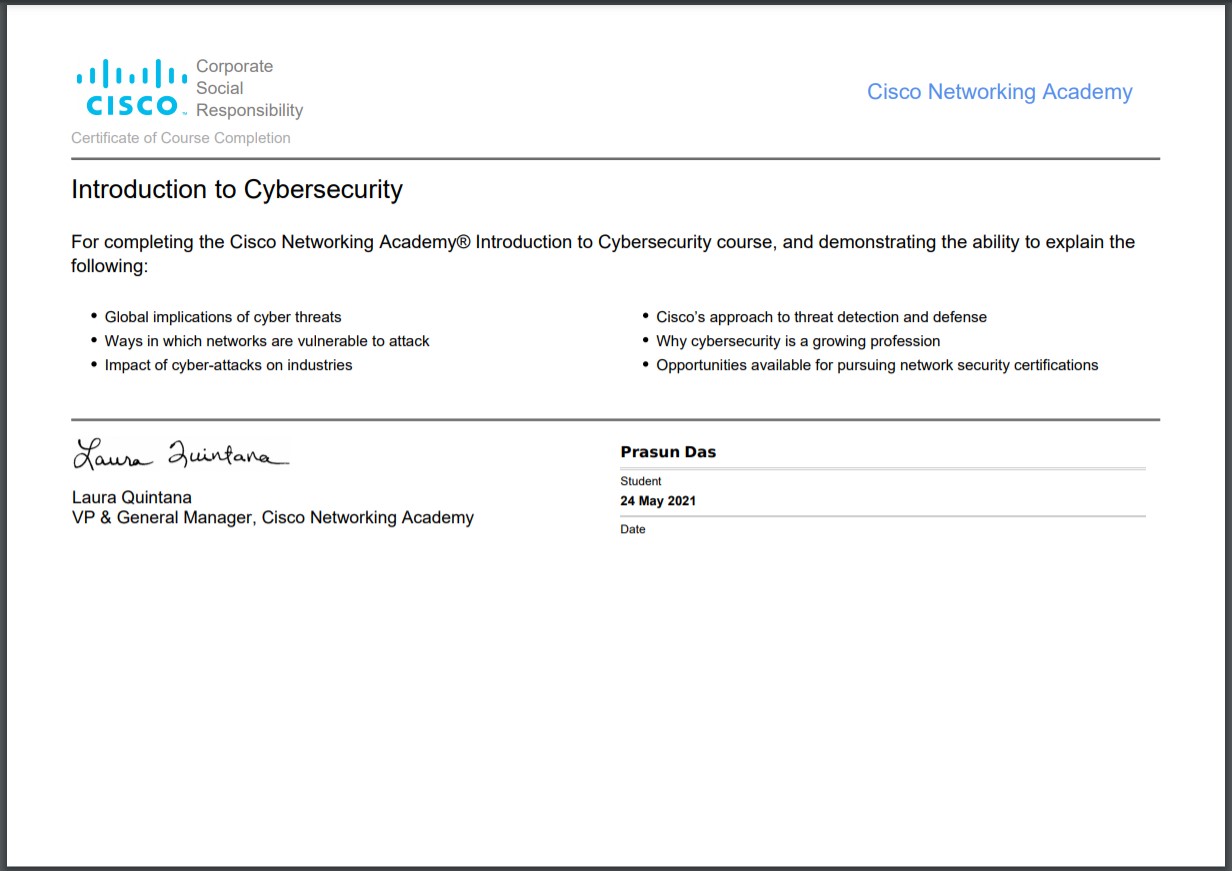 Corporate
Social
CISCO™ Responsibility
Cisco Networking Academy
Certificate of Course Completion
Introduction to Cybersecurity
For completing the Cisco Networking Academy® Introduction to Cybersecurity course, and demonstrating the ability to explain the
following:
• Global implications of cyber threats
• Ways in which networks are vulnerable to attack
• Impact of cyber-attacks on industries
• Cisco’s approach to threat detection and defense
• Why cybersecurity is a growing profession
• Opportunities available for pursuing network security certifications
Laura Quintana
Laura Quintana
VP & General Manager, Cisco Networking Academy
Prasun Das
Student
24 May 2021
Date